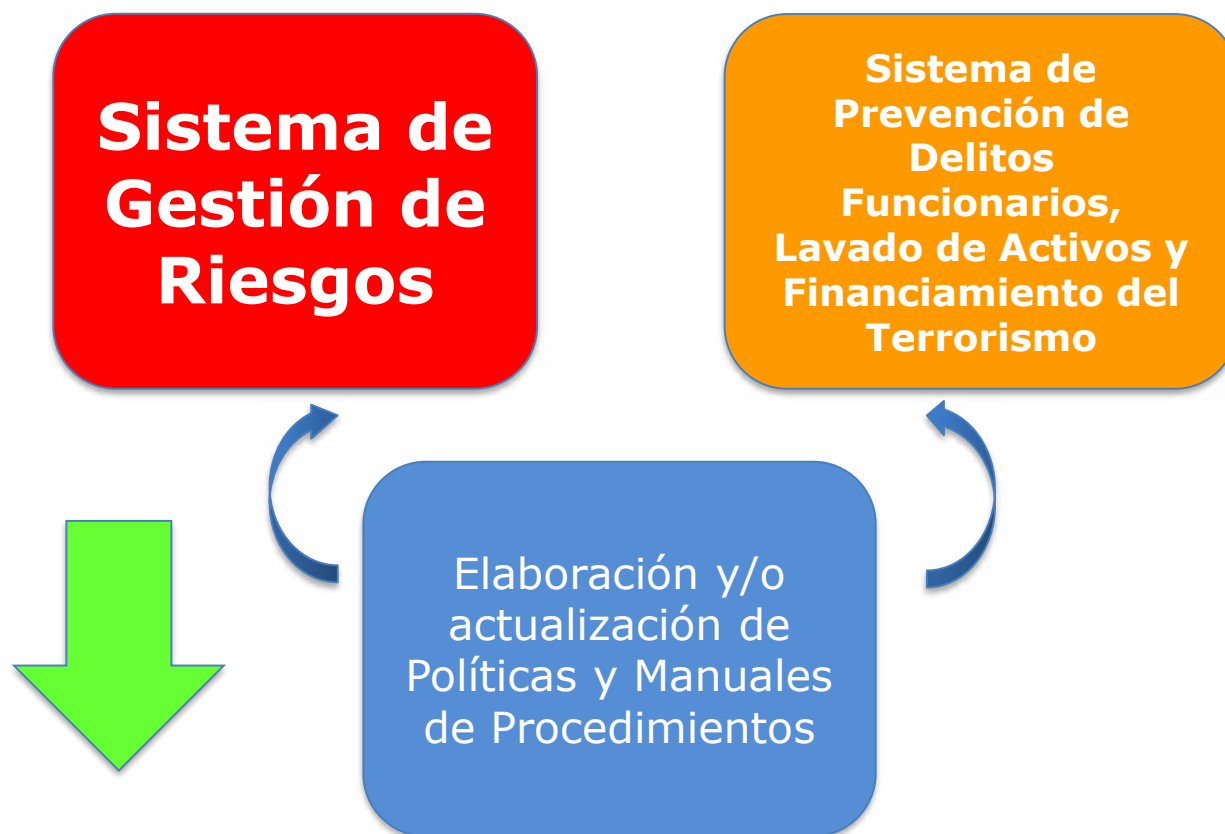 Sistema de
Gestión de
Riesgos
Sistema de
Prevención de
Delitos
Funcionarios,
Lavado de Activos y
Financiamiento del
Terrorismo
Elaboración y/o
actualización de
Políticas y Manuales
de Procedimientos